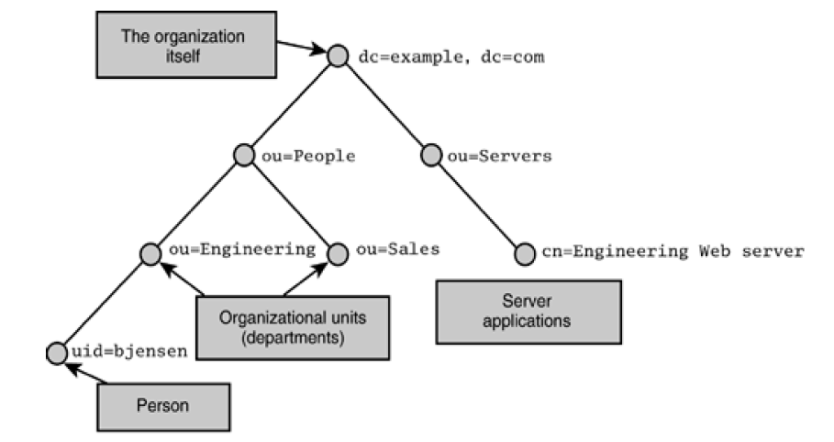 The organization
itself
dc=example, dc=com
ou=People
ou=Servers
ou=Engineering
ou=Sales
cn=Engineering Web server
Organizational units
(departments)
Server
applications
uid=bjensen
Person